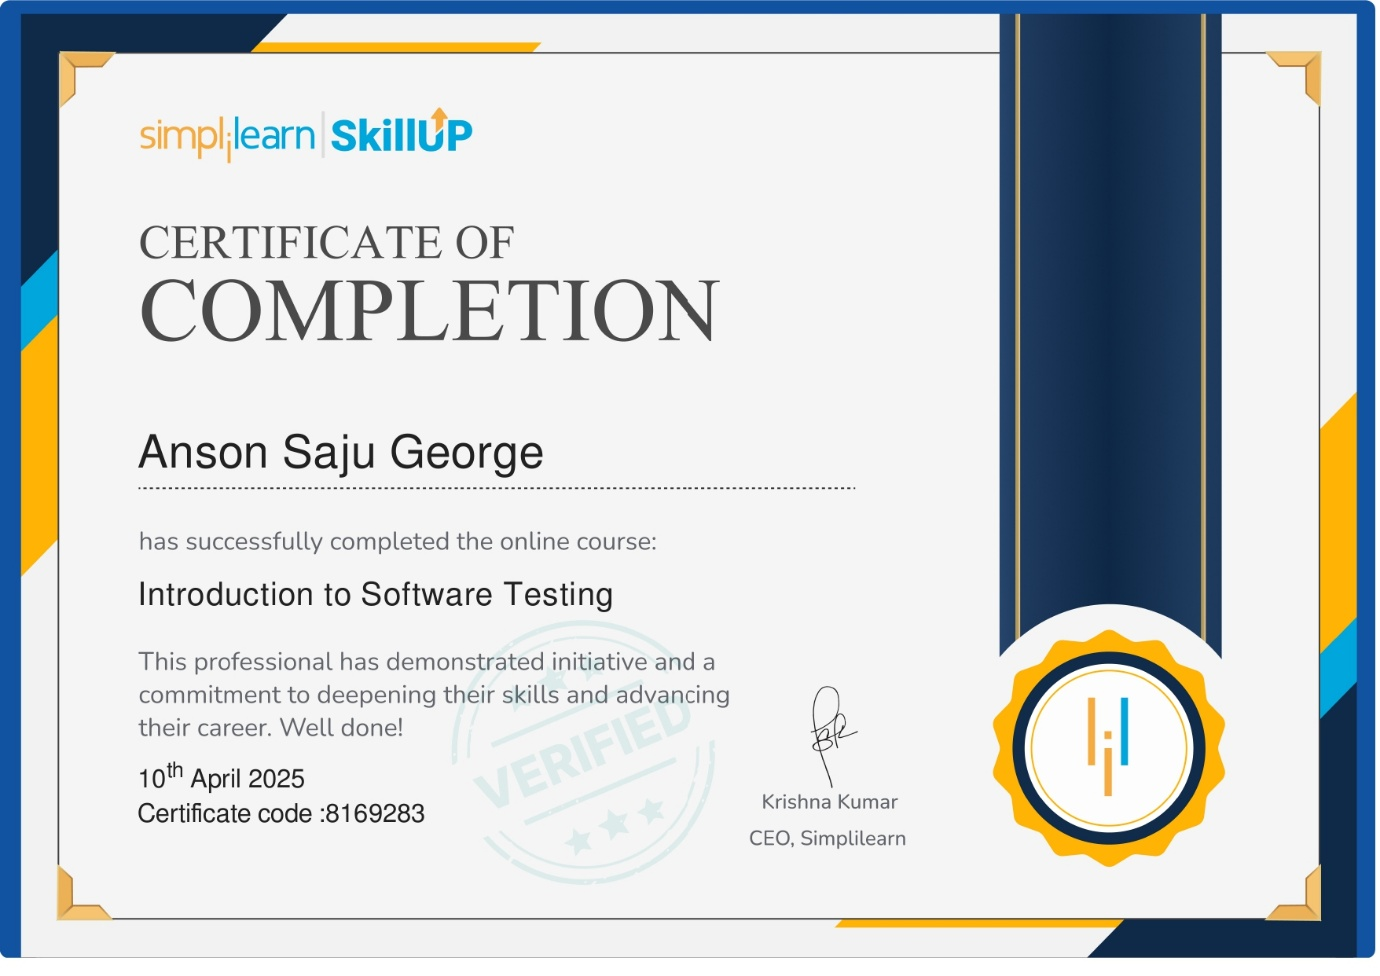 simplilearn | SkillUP
CERTIFICATE OF
COMPLETION
Anson Saju George
has successfully completed the online course:
Introduction to Software Testing
This professional has demonstrated initiative and a
commitment to deepening their skills and advancing
their career. Well done!
10th April 2025
Certificate code :8169283
VERIFIED
Krishna Kumar
CEO, Simplilearn